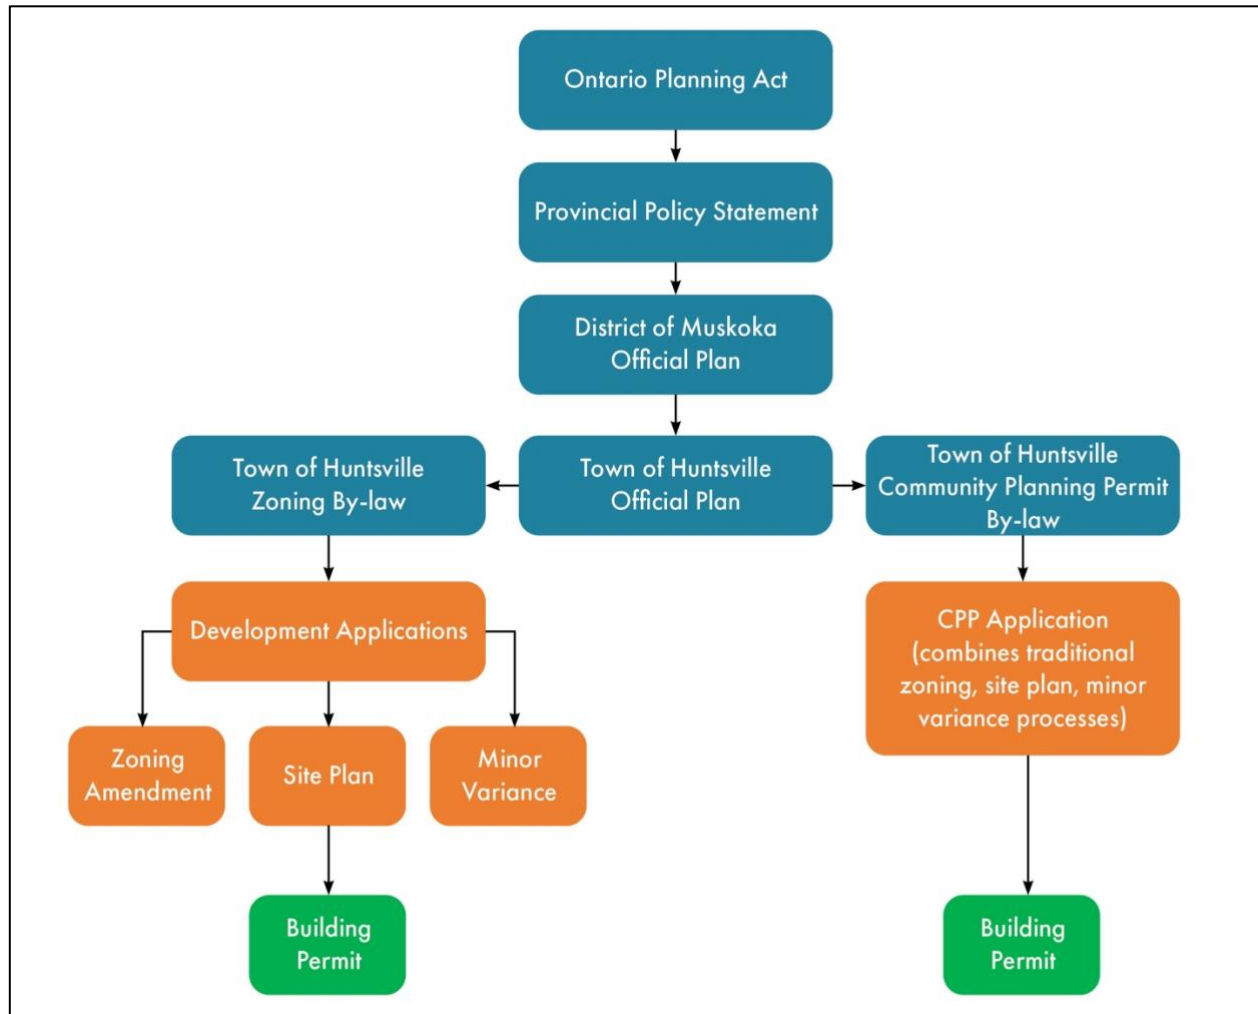 Ontario Planning Act
Provincial Policy Statement
District of Muskoka
Official Plan
Town of Huntsville
Zoning By-law
Town of Huntsville
Official Plan
Town of Huntsville
Community Planning Permit
By-law
Development Applications
CPP Application
(combines traditional
zoning, site plan, minor
variance processes)
Zoning
Amendment
Site Plan
Minor
Variance
Building
Permit
Building
Permit